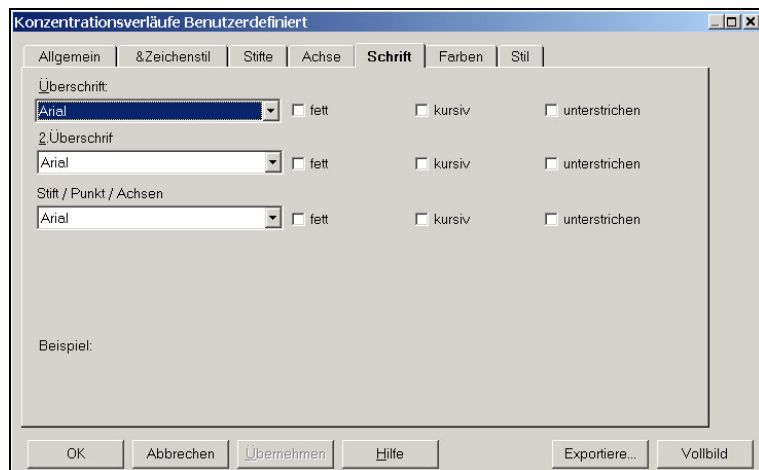 Konzentrationsverläufe Benutzerdefiniert
Allgemein &Zeichenstil Stifte Achse Schrift Farben Stil
Überschrift:
Arial fett kursiv unterstrichen
2.Überschrif
Arial fett kursiv unterstrichen
Stift / Punkt / Achsen
Arial fett kursiv unterstrichen
Beispiel:
OK Abbrechen Übernehmen Hilfe Exportiere... Vollbild